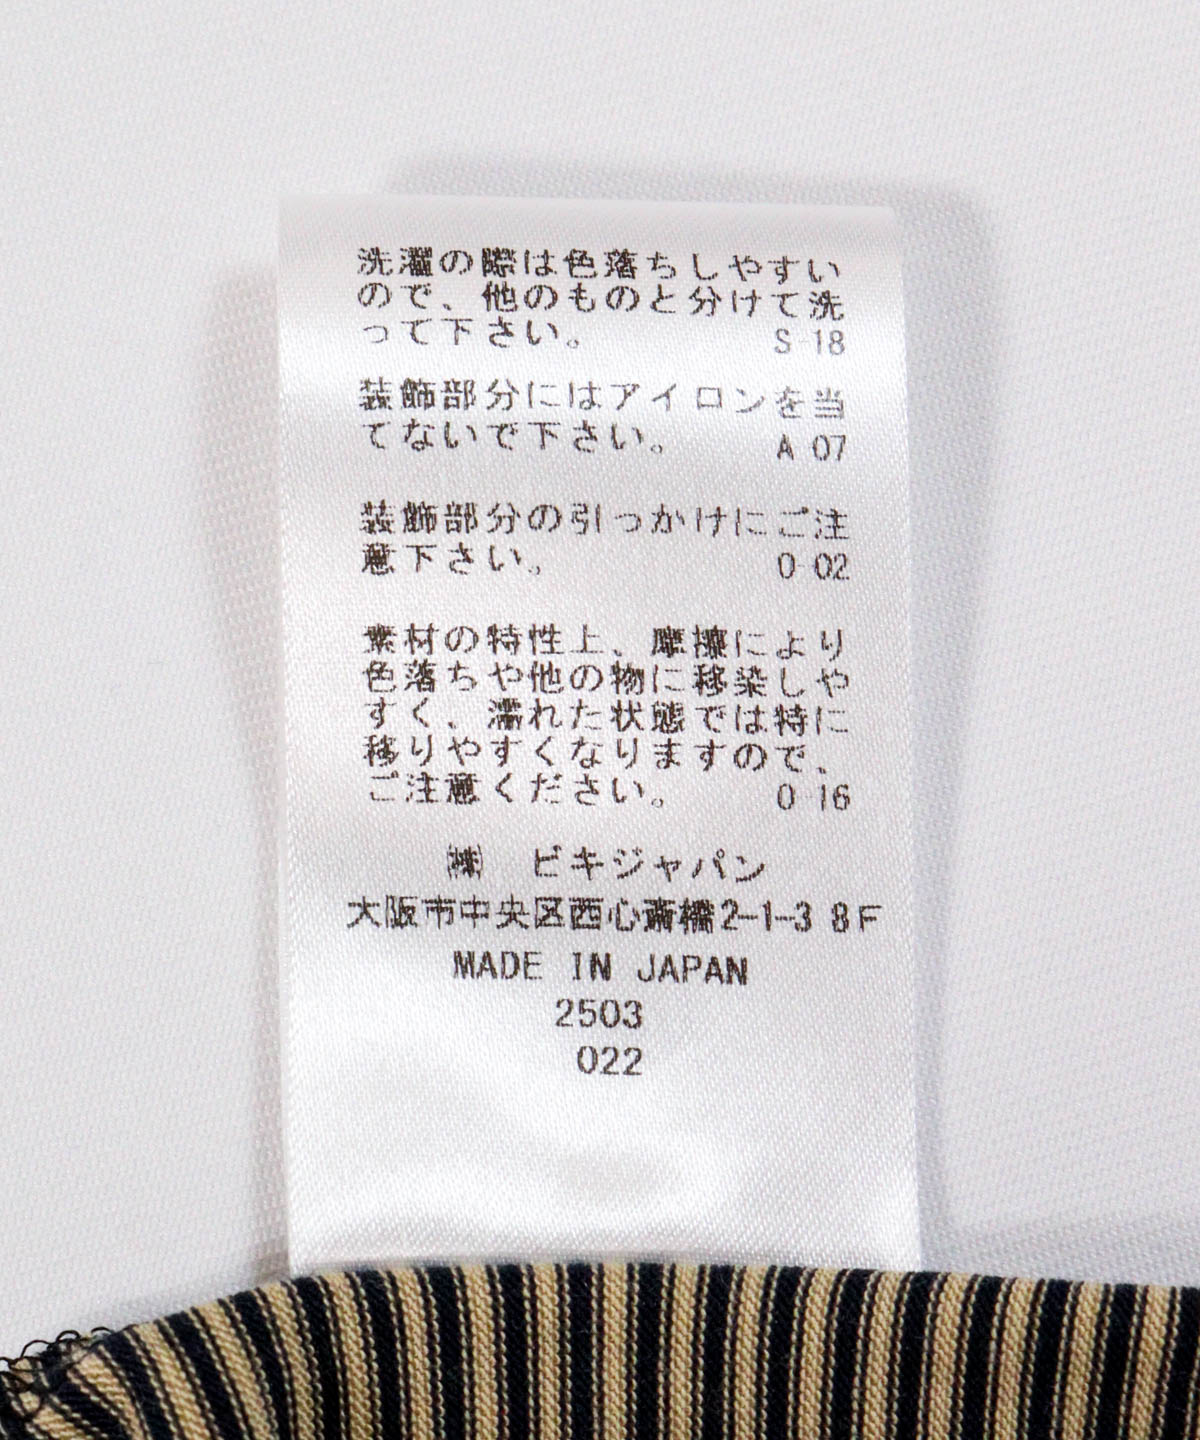 洗濯の際は色落ちしやすい
ので、他のものと分けて洗
って下さい。 S-18
装飾部分にはアイロンを当
てないで下さい。 A 07
装飾部分の引っかけにご注
意下さい。 0 02
素材の特性上、摩擦により
色落ちや他の物に移染しや
すく、濡れた状態では特に
移りやすくなりますので、
ご注意ください。 0 16
㈱ ビキジャパン
大阪市中央区西心斎橋2-1-3 8F
MADE IN JAPAN
2503
022